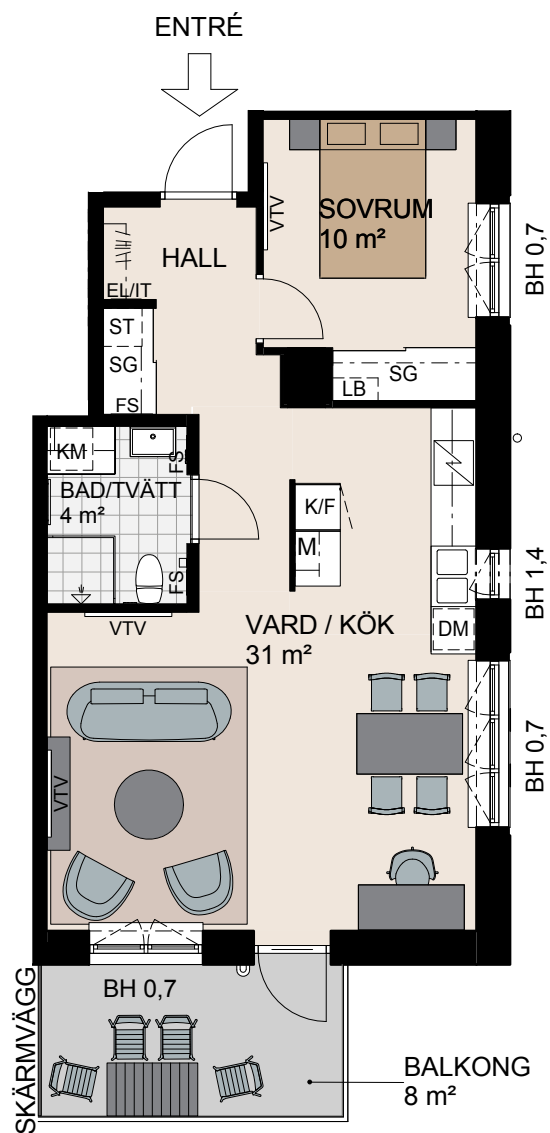 ENTRÉ
SOVRUM
10 m²
VTV
BH 0,7
HALL
EL/IT
ST
SG
FS
LB
SG
KM
FS
BAD/TVÄTT
4 m²
FS
K/F
M
BH 1,4
VTV
VARD / KÖK
31 m²
DM
BH 0,7
VTV
BH 0,7
SKÄRMVÄGG
BALKONG
8 m²